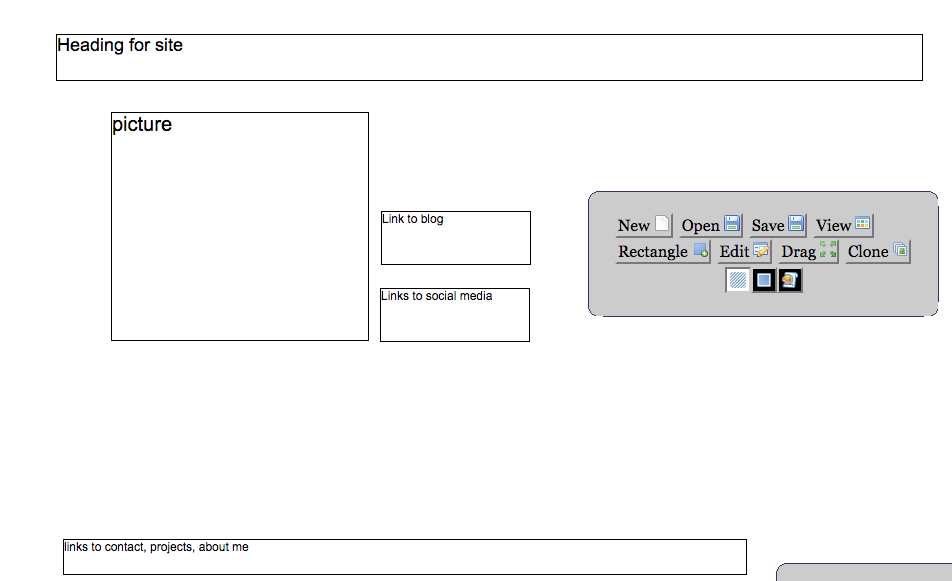 Heading for site
picture
Link to blog
New Open Save View
Rectangle Edit Drag Clone
Links to social media
links to contact, projects, about me